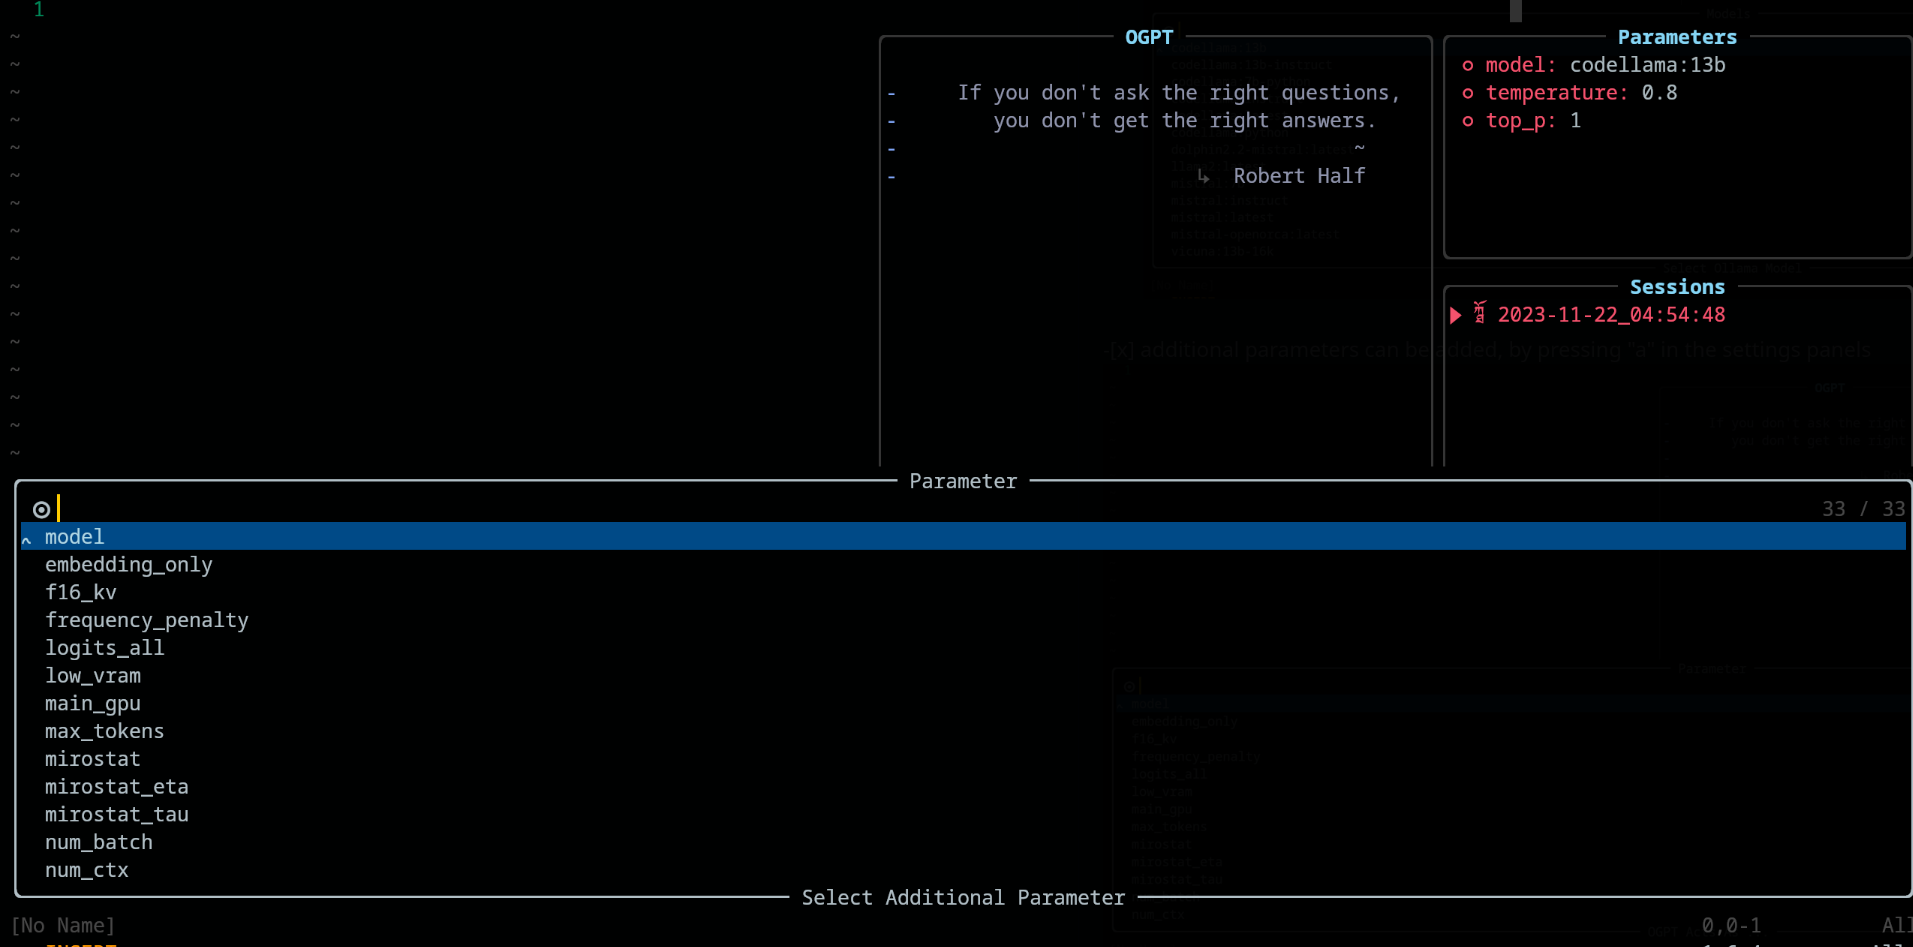 1
OGPT
If you don't ask the right questions,
you don't get the right answers.
~
↳ Robert Half
Parameters
model: codellama:13b
temperature: 0.8
top_p: 1
Sessions
2023-11-22_04:54:48
-[x] additional parameters can be added, by pressing "a" in the settings panels
Parameter
33 / 33
model
embedding_only
f16_kv
frequency_penalty
logits_all
low_vram
main_gpu
max_tokens
mirostat
mirostat_eta
mirostat_tau
num_batch
num_ctx
Select Additional Parameter
[No Name]
0,0-1
All